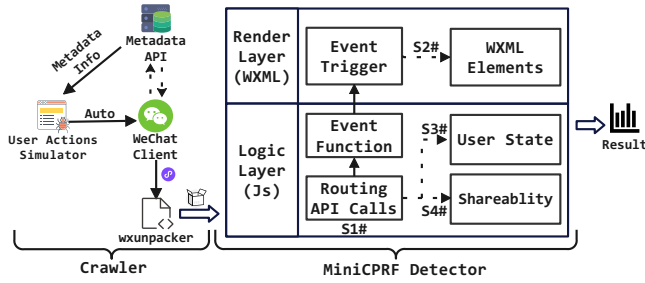 Metadata
API
Metadata
Info
Auto
User Actions
Simulator
WeChat
Client
wxunpacker
Crawler
Render
Layer
(WXML)
Event
Trigger
S2#
WXML
Elements
Logic
Layer
(Js)
Event
Function
S3#
User State
Routing
API Calls
S1#
S4#
Shareablity
MiniCPRF Detector
Result